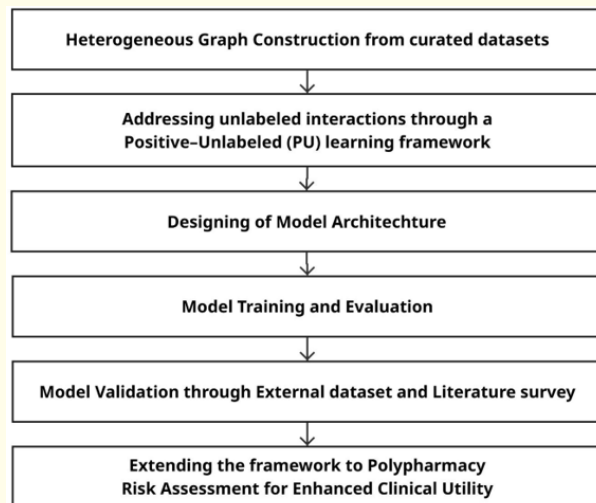 Heterogeneous Graph Construction from curated datasets
Addressing unlabeled interactions through a
Positive–Unlabeled (PU) learning framework
Designing of Model Architechture
Model Training and Evaluation
Model Validation through External dataset and Literature survey
Extending the framework to Polypharmacy
Risk Assessment for Enhanced Clinical Utility